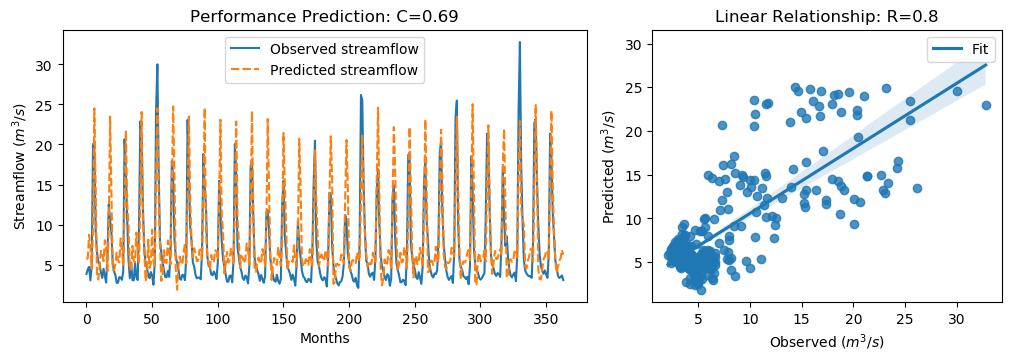 Performance Prediction: C=0.69
Observed streamflow
Predicted streamflow
Streamflow (m³/s)
30
25
20
15
10
5
0
50
100
150
200
250
300
350
Months
Linear Relationship: R=0.8
Fit
Predicted (m³/s)
30
25
20
15
10
5
5
10
15
20
25
30
Observed (m³/s)